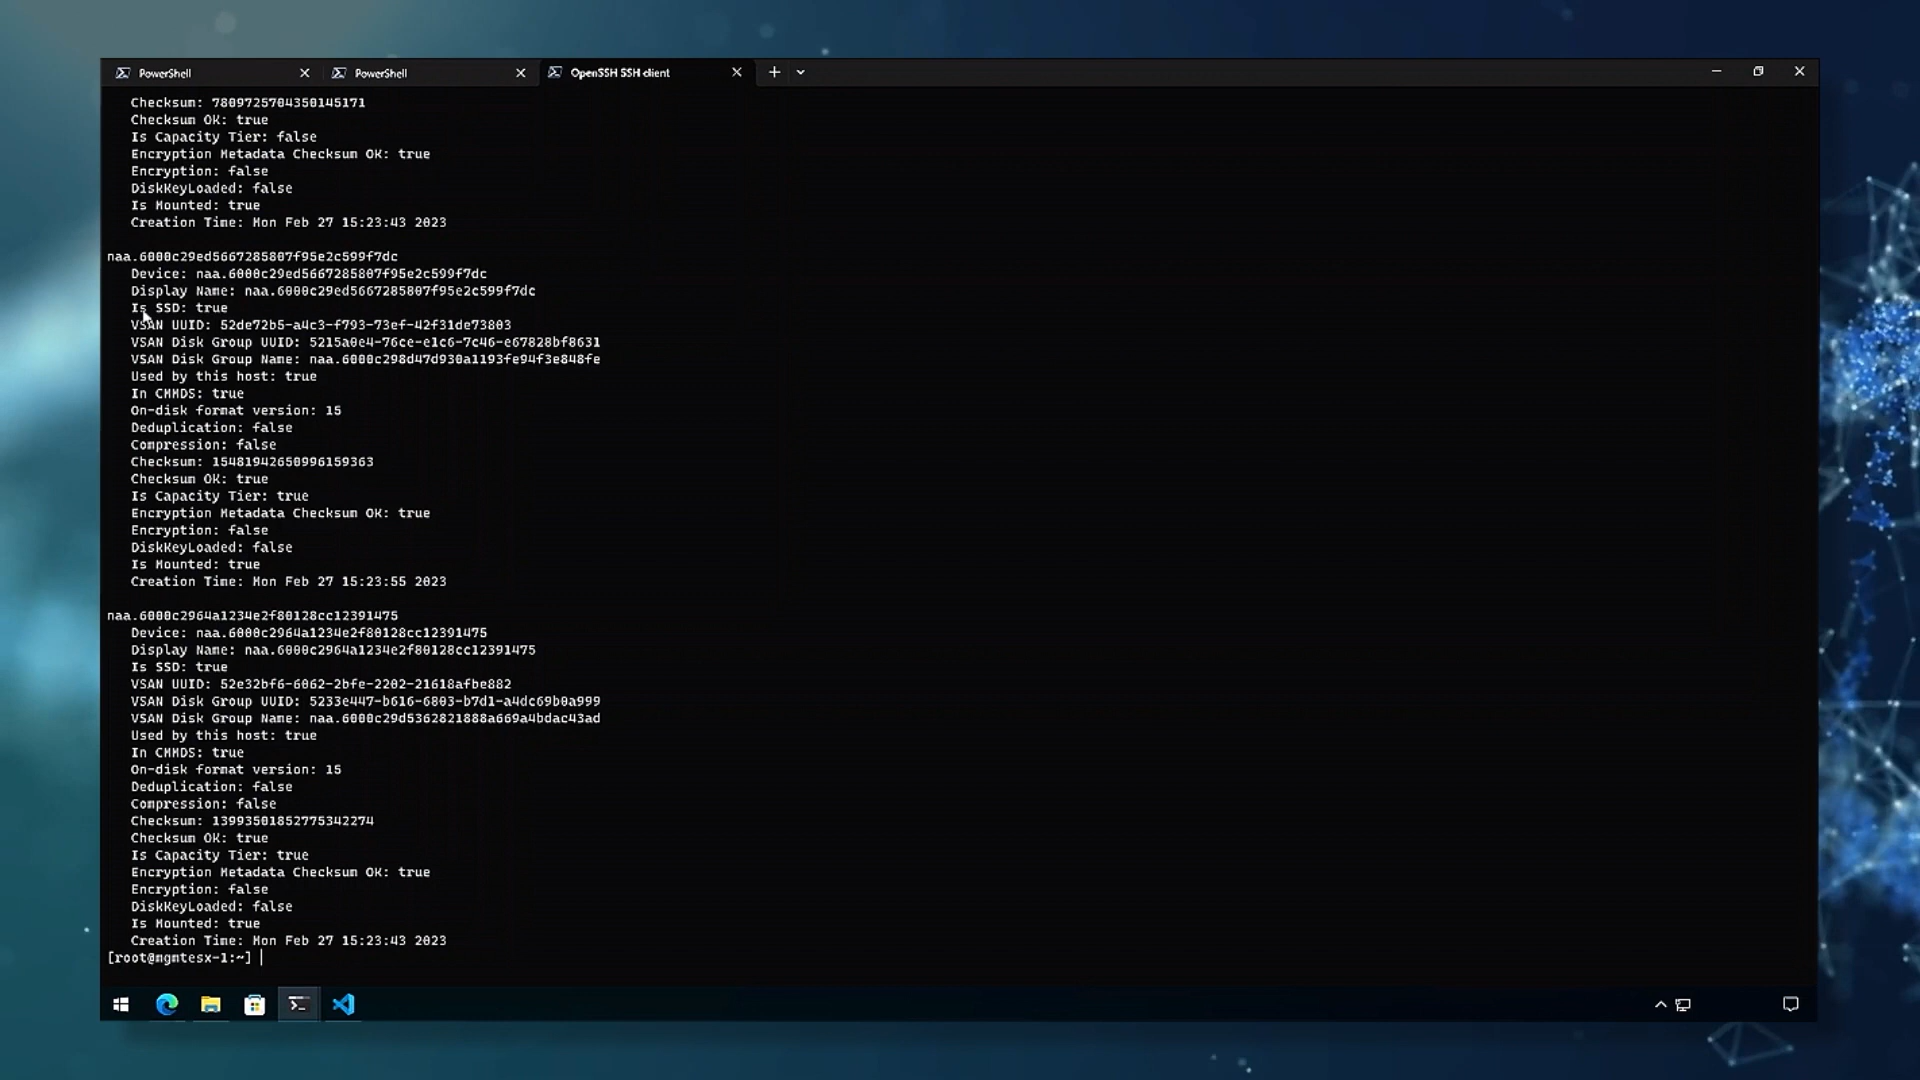 PowerShell
PowerShell
OpenSSH SSH client
Checksum: 7809725704350145171
Checksum OK: true
Is Capacity Tier: false
Encryption Metadata Checksum OK: true
Encryption: false
DiskKeyLoaded: false
Is Mounted: true
Creation Time: Mon Feb 27 15:23:43 2023
naa.6000c29ed5667285807f95e2c599f7dc
Device: naa.6000c29ed5667285807f95e2c599f7dc
Display Name: naa.6000c29ed5667285807f95e2c599f7dc
Is SSD: true
VSAN UUID: 52de72b5-a4c3-f793-73ef-42f31de73803
VSAN Disk Group UUID: 5215a0e4-76ce-e1c6-7c46-e67828bf8631
VSAN Disk Group Name: naa.6000c298d47d930a1193fe94f3e848fe
Used by this host: true
In CMMDS: true
On-disk format version: 15
Deduplication: false
Compression: false
Checksum: 15481942650996159363
Checksum OK: true
Is Capacity Tier: true
Encryption Metadata Checksum OK: true
Encryption: false
DiskKeyLoaded: false
Is Mounted: true
Creation Time: Mon Feb 27 15:23:55 2023
naa.6000c2964a1234e2f80128cc12391475
Device: naa.6000c2964a1234e2f80128cc12391475
Display Name: naa.6000c2964a1234e2f80128cc12391475
Is SSD: true
VSAN UUID: 52e32bf6-6062-2bfe-2202-21618afbe882
VSAN Disk Group UUID: 5233e447-b616-6803-b7d1-a4dc69b0a999
VSAN Disk Group Name: naa.6000c29d5362821888a669a4bdac43ad
Used by this host: true
In CMMDS: true
On-disk format version: 15
Deduplication: false
Compression: false
Checksum: 13993501852775342274
Checksum OK: true
Is Capacity Tier: true
Encryption Metadata Checksum OK: true
Encryption: false
DiskKeyLoaded: false
Is Mounted: true
Creation Time: Mon Feb 27 15:23:43 2023
[root@mgmtesx-1:~]